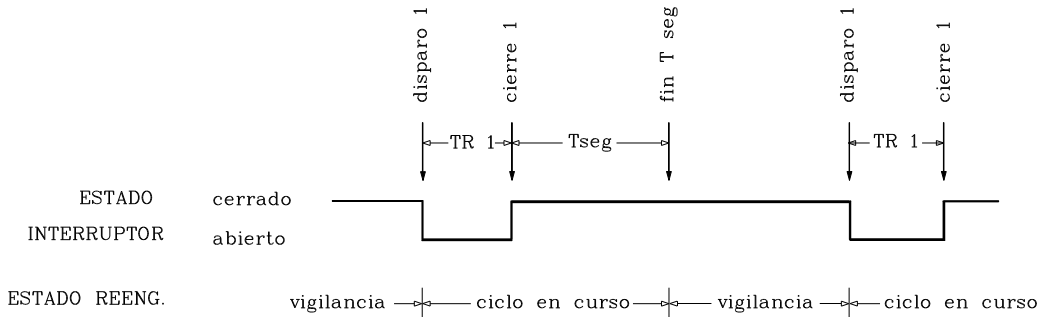 disparo 1
cierre 1
fin T seg
disparo 1
cierre 1
TR 1
Tseg
TR 1
ESTADO cerrado
INTERRUPTOR abierto
ESTADO REENG. vigilancia ciclo en curso vigilancia ciclo en curso